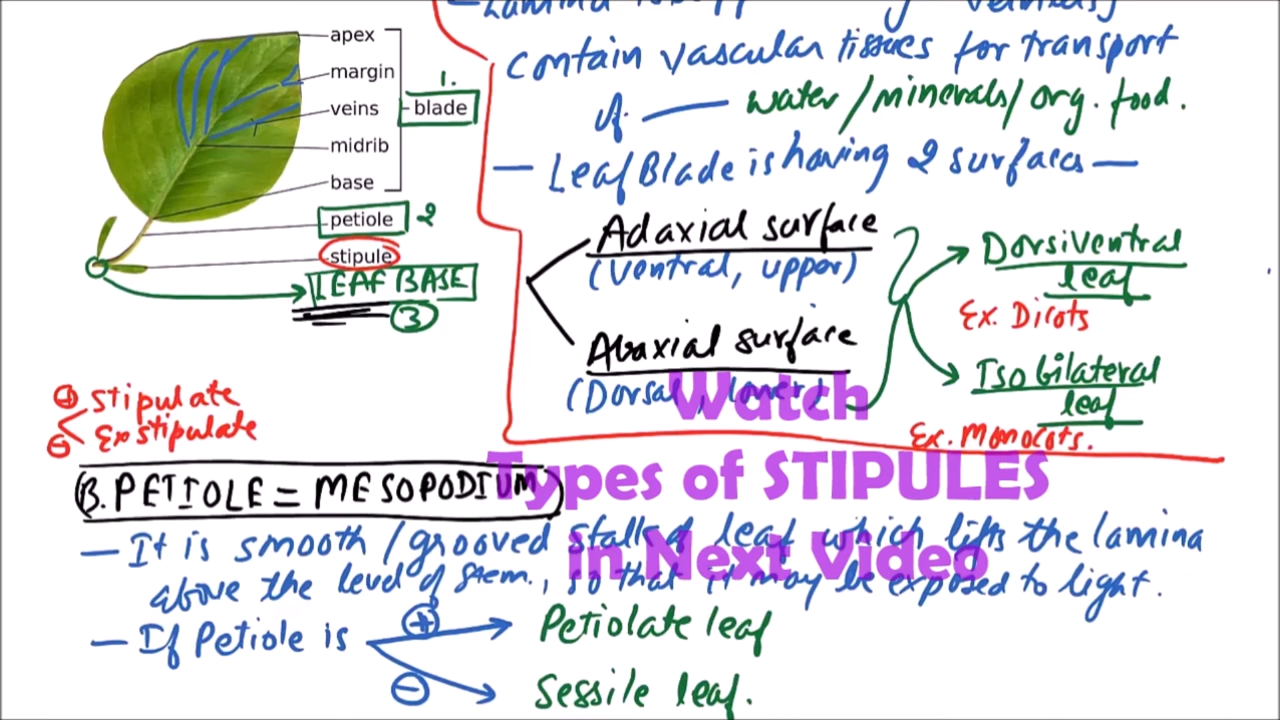 apex
margin
veins
midrib
base
1.
blade
petiole 2
stipule
LEAF BASE
3
+ stipulate
- Exstipulate
contain vascular tissues for transport
of — water/minerals/org. food.
— Leaf Blade is having 2 surfaces —
Adaxial surface
(Ventral, upper)
Abaxial surface
(Dorsal, lower)
Dorsiventral
leaf
Ex. Dicots
Isobilateral
leaf
Ex. Monocots.
Watch
Types of STIPULES
in Next Video
B. PETIOLE = MESOPODIUM
— It is smooth/grooved stalk of leaf which lifts the lamina
above the level of stem., so that it may be exposed to light.
— If Petiole is
+ Petiolate leaf
- Sessile leaf.